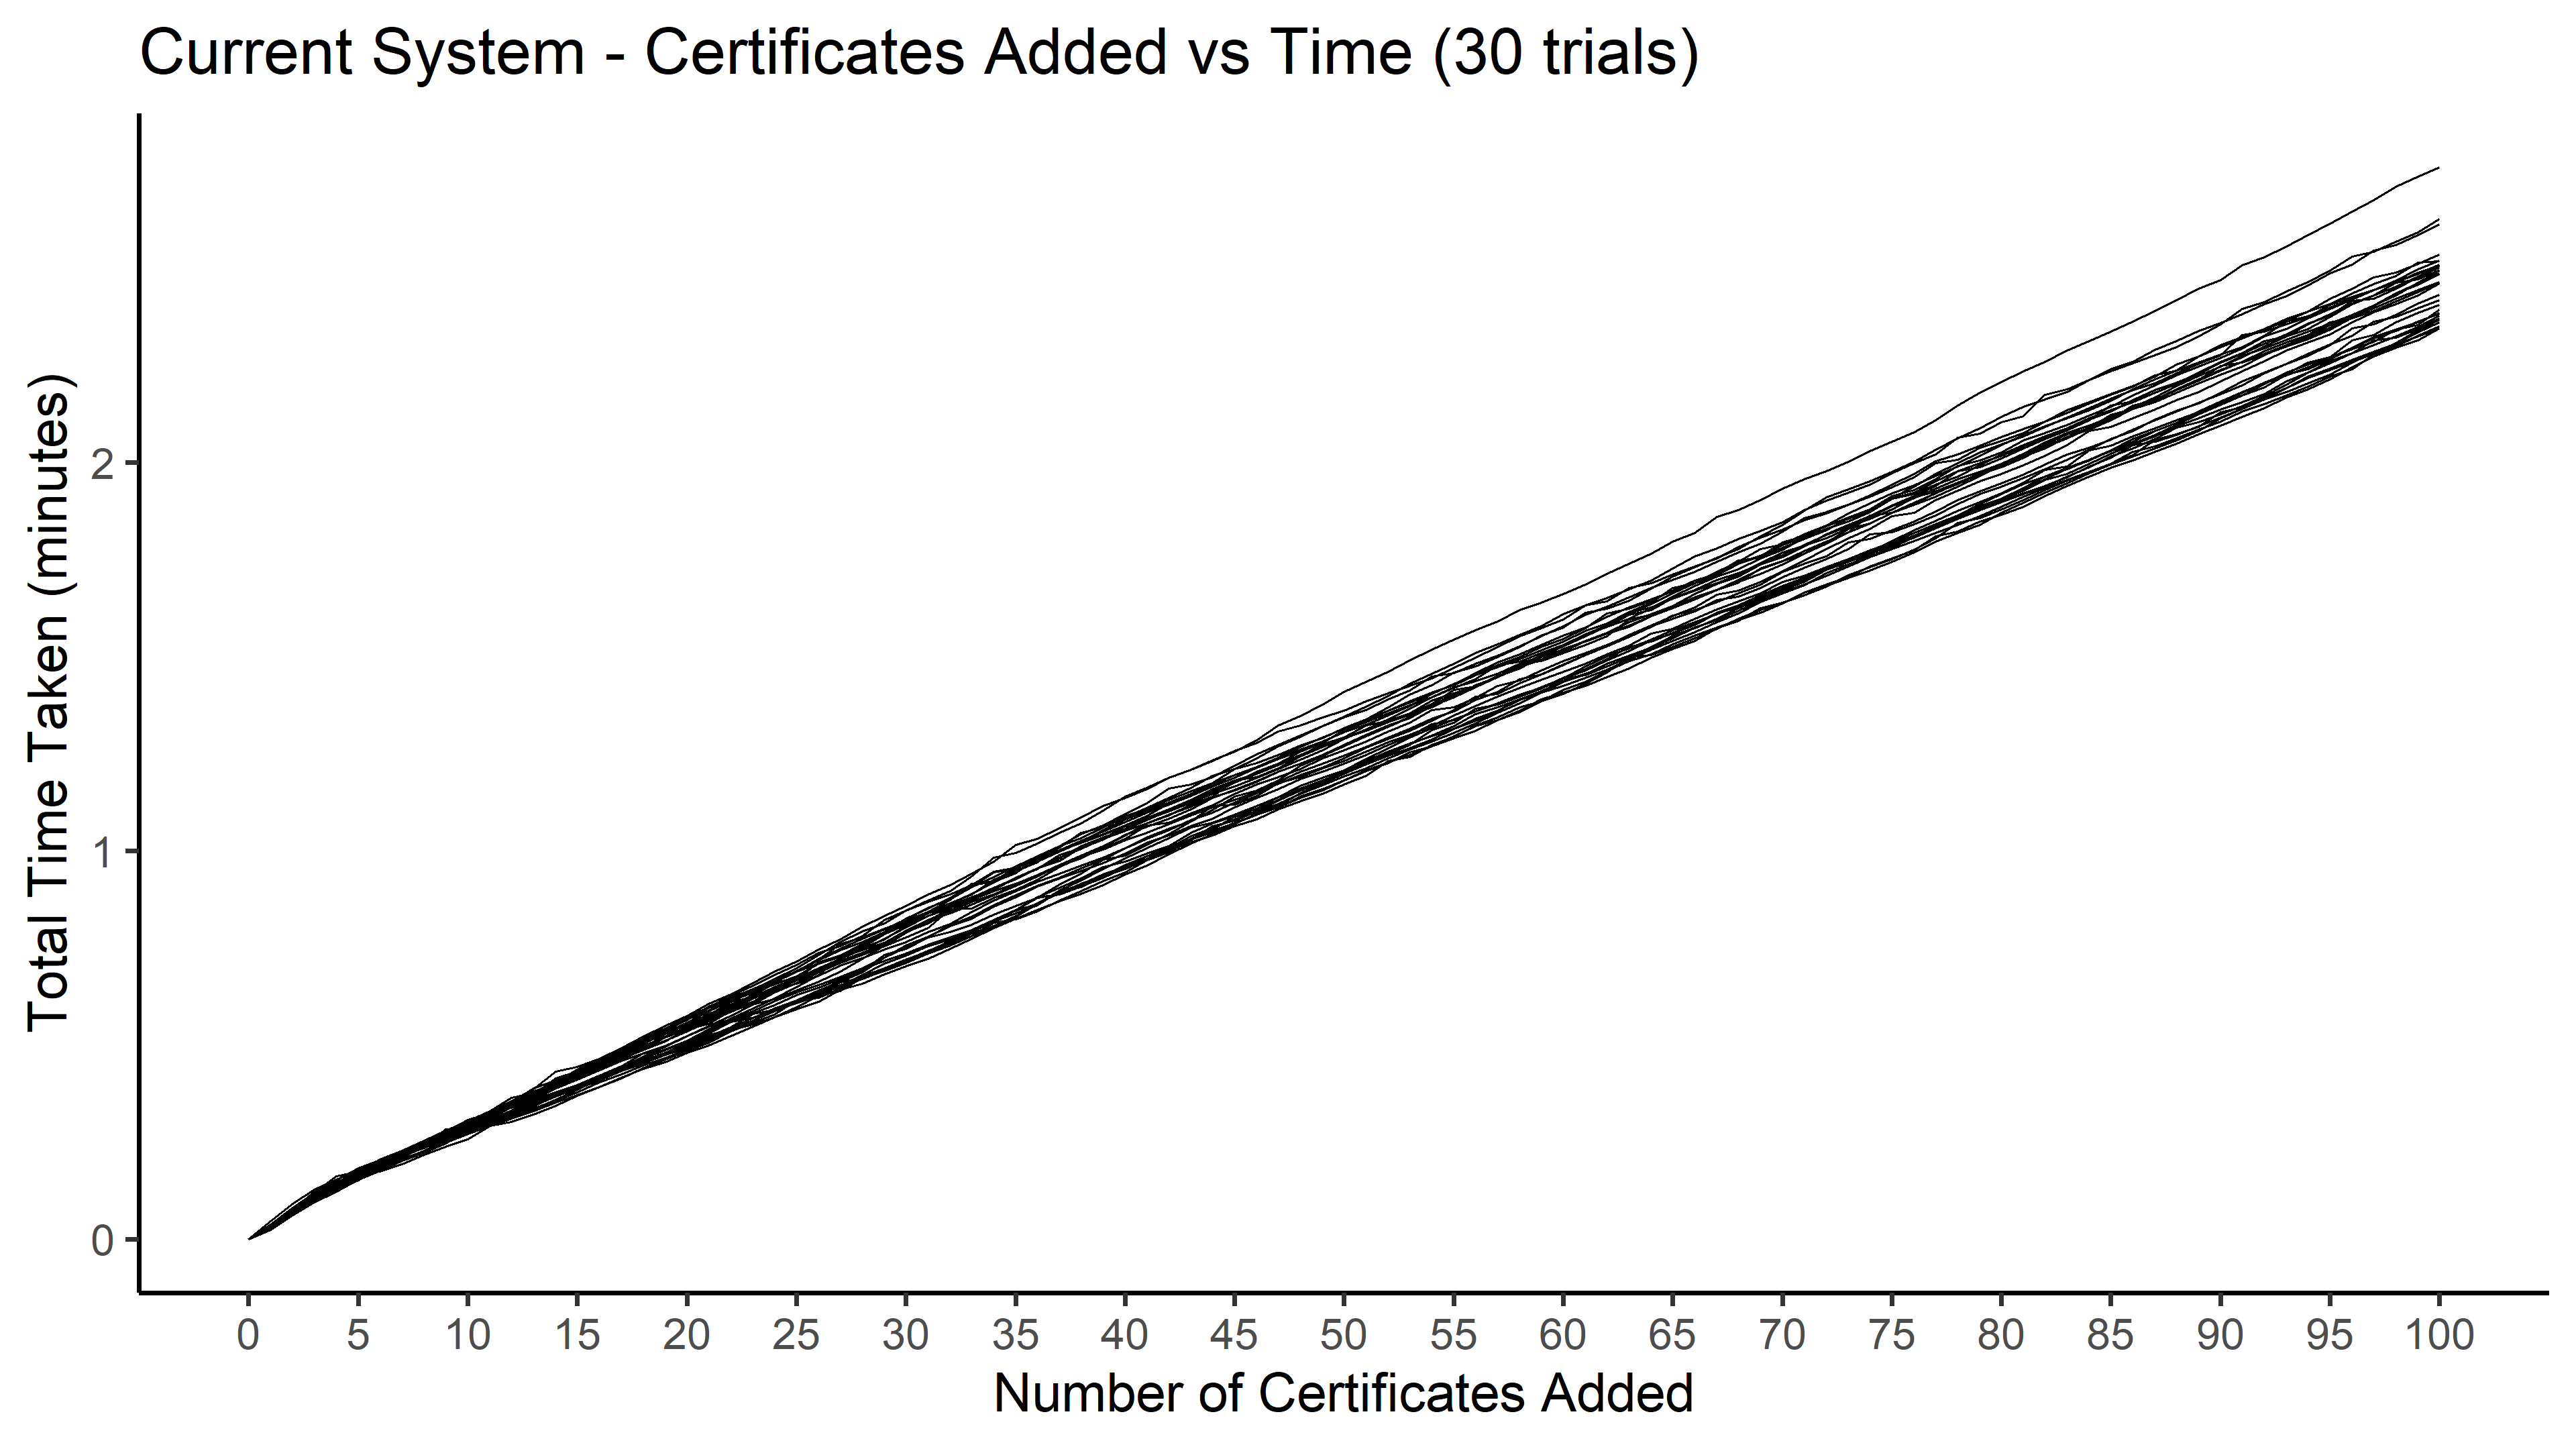 Current System - Certificates Added vs Time (30 trials)
Total Time Taken (minutes)
2
1
0
0 5 10 15 20 25 30 35 40 45 50 55 60 65 70 75 80 85 90 95 100
Number of Certificates Added